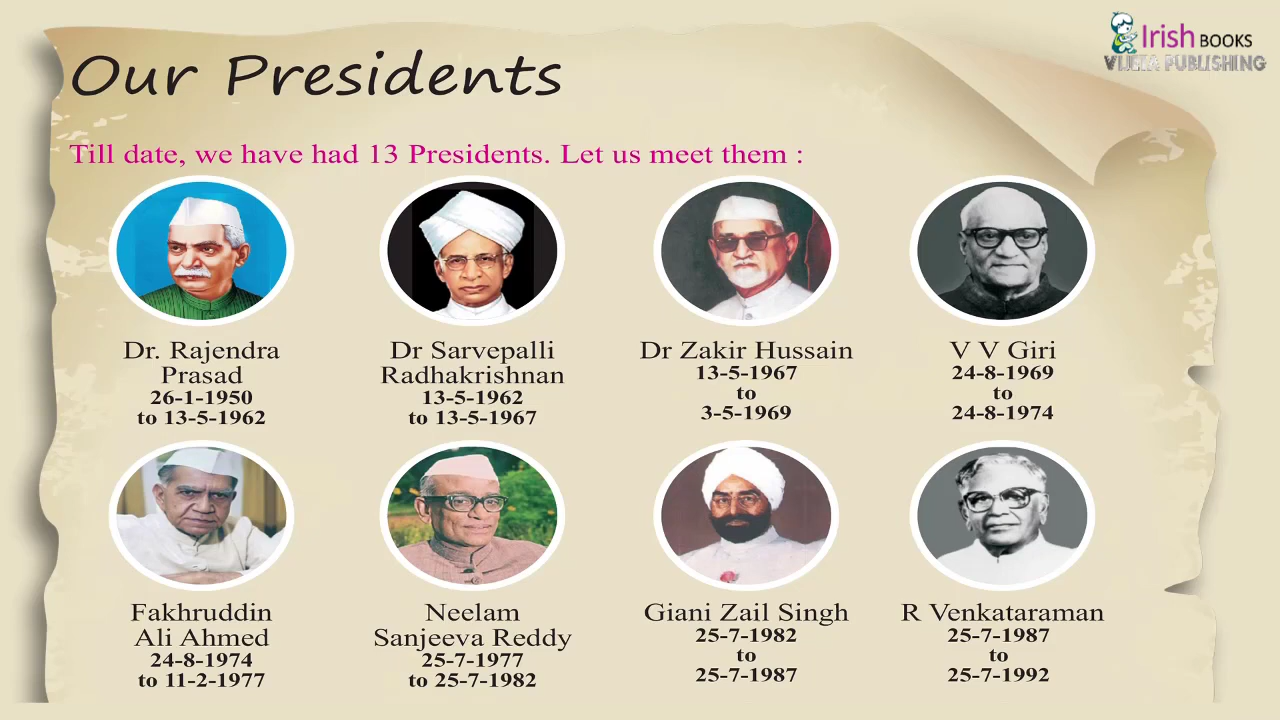 Irish BOOKS
VIJETA PUBLISHING
Our Presidents
Till date, we have had 13 Presidents. Let us meet them :
Dr. Rajendra
Prasad
26-1-1950
to 13-5-1962
Dr Sarvepalli
Radhakrishnan
13-5-1962
to 13-5-1967
Dr Zakir Hussain
13-5-1967
to
3-5-1969
V V Giri
24-8-1969
to
24-8-1974
Fakhruddin
Ali Ahmed
24-8-1974
to 11-2-1977
Neelam
Sanjeeva Reddy
25-7-1977
to 25-7-1982
Giani Zail Singh
25-7-1982
to
25-7-1987
R Venkataraman
25-7-1987
to
25-7-1992